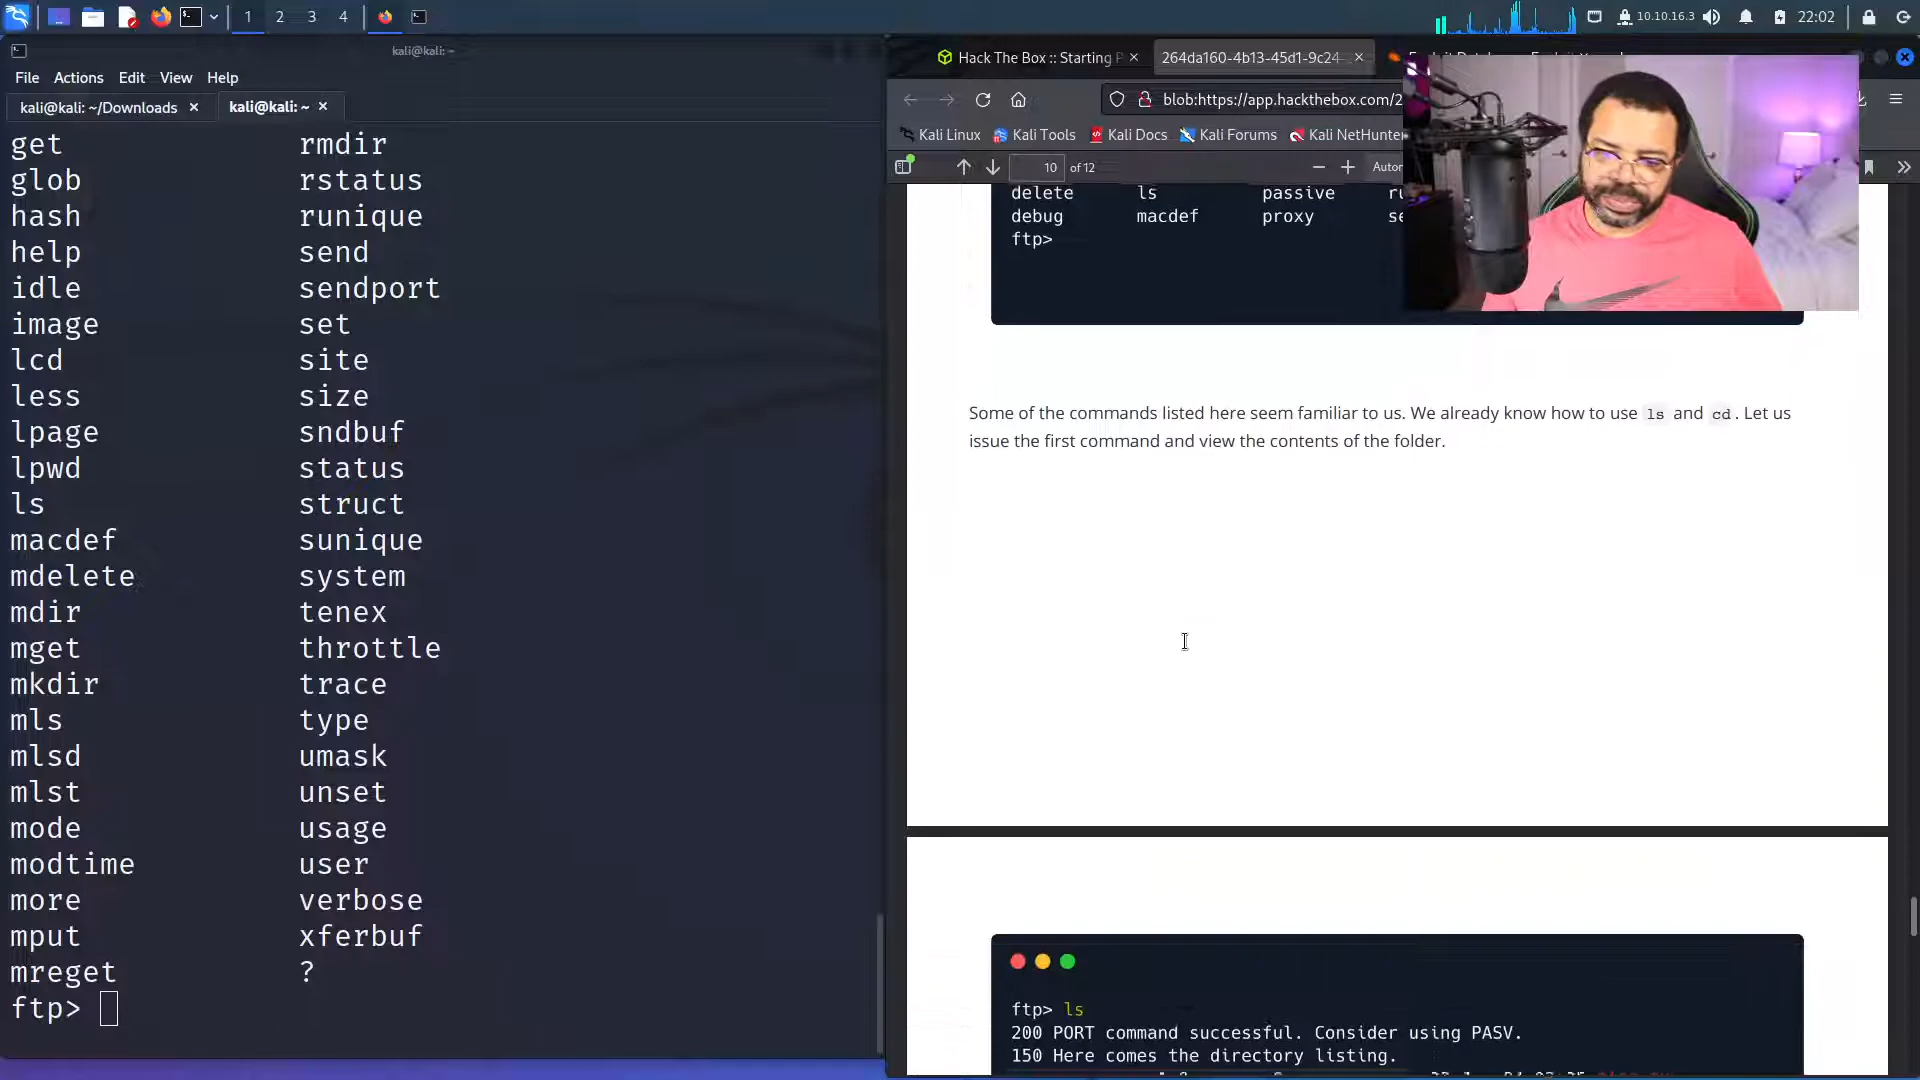 1 2 3 4
10.10.16.3 22:02
kali@kali: ~
File Actions Edit View Help
kali@kali: ~/Downloads
kali@kali: ~
get rmdir
glob rstatus
hash runique
help send
idle sendport
image set
lcd site
less size
lpage sndbuf
lpwd status
ls struct
macdef sunique
mdelete system
mdir tenex
mget throttle
mkdir trace
mls type
mlsd umask
mlst unset
mode usage
modtime user
more verbose
mput xferbuf
mreget ?
ftp>
Hack The Box :: Starting P
264da160-4b13-45d1-9c24
blob:https://app.hackthebox.com/2
Kali Linux Kali Tools Kali Docs Kali Forums Kali NetHunter
10 of 12
delete ls passive
debug macdef proxy
ftp>
Some of the commands listed here seem familiar to us. We already know how to use ls and cd. Let us
issue the first command and view the contents of the folder.
ftp> ls
200 PORT command successful. Consider using PASV.
150 Here comes the directory listing.